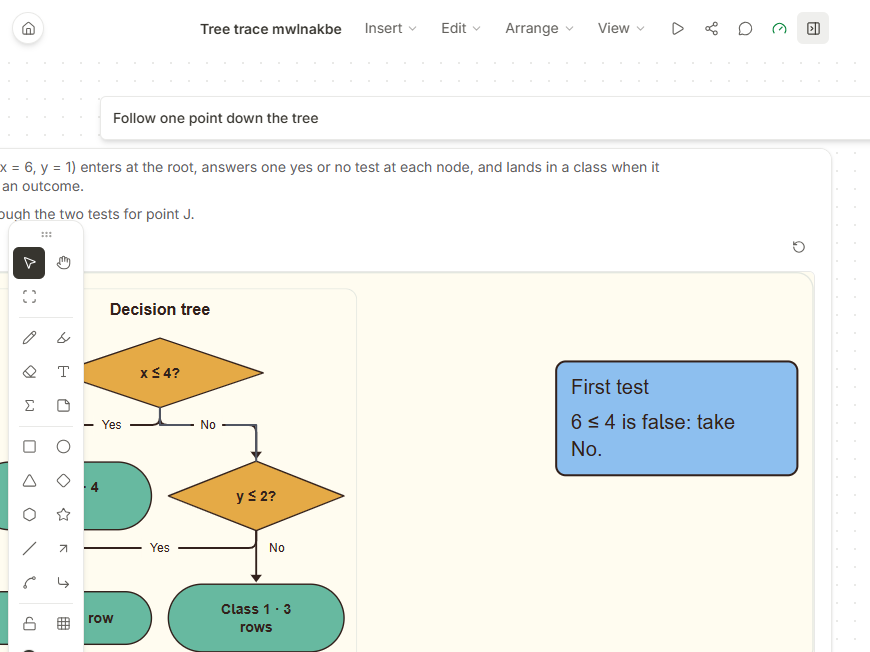 Tree trace mwlnakbe Insert Edit Arrange View
Follow one point down the tree
x = 6, y = 1) enters at the root, answers one yes or no test at each node, and lands in a class when it
an outcome.
ough the two tests for point J.
Decision tree
x ≤ 4?
Yes
No
First test
6 ≤ 4 is false: take
No.
· 4
y ≤ 2?
Yes
No
row
Class 1 · 3
rows